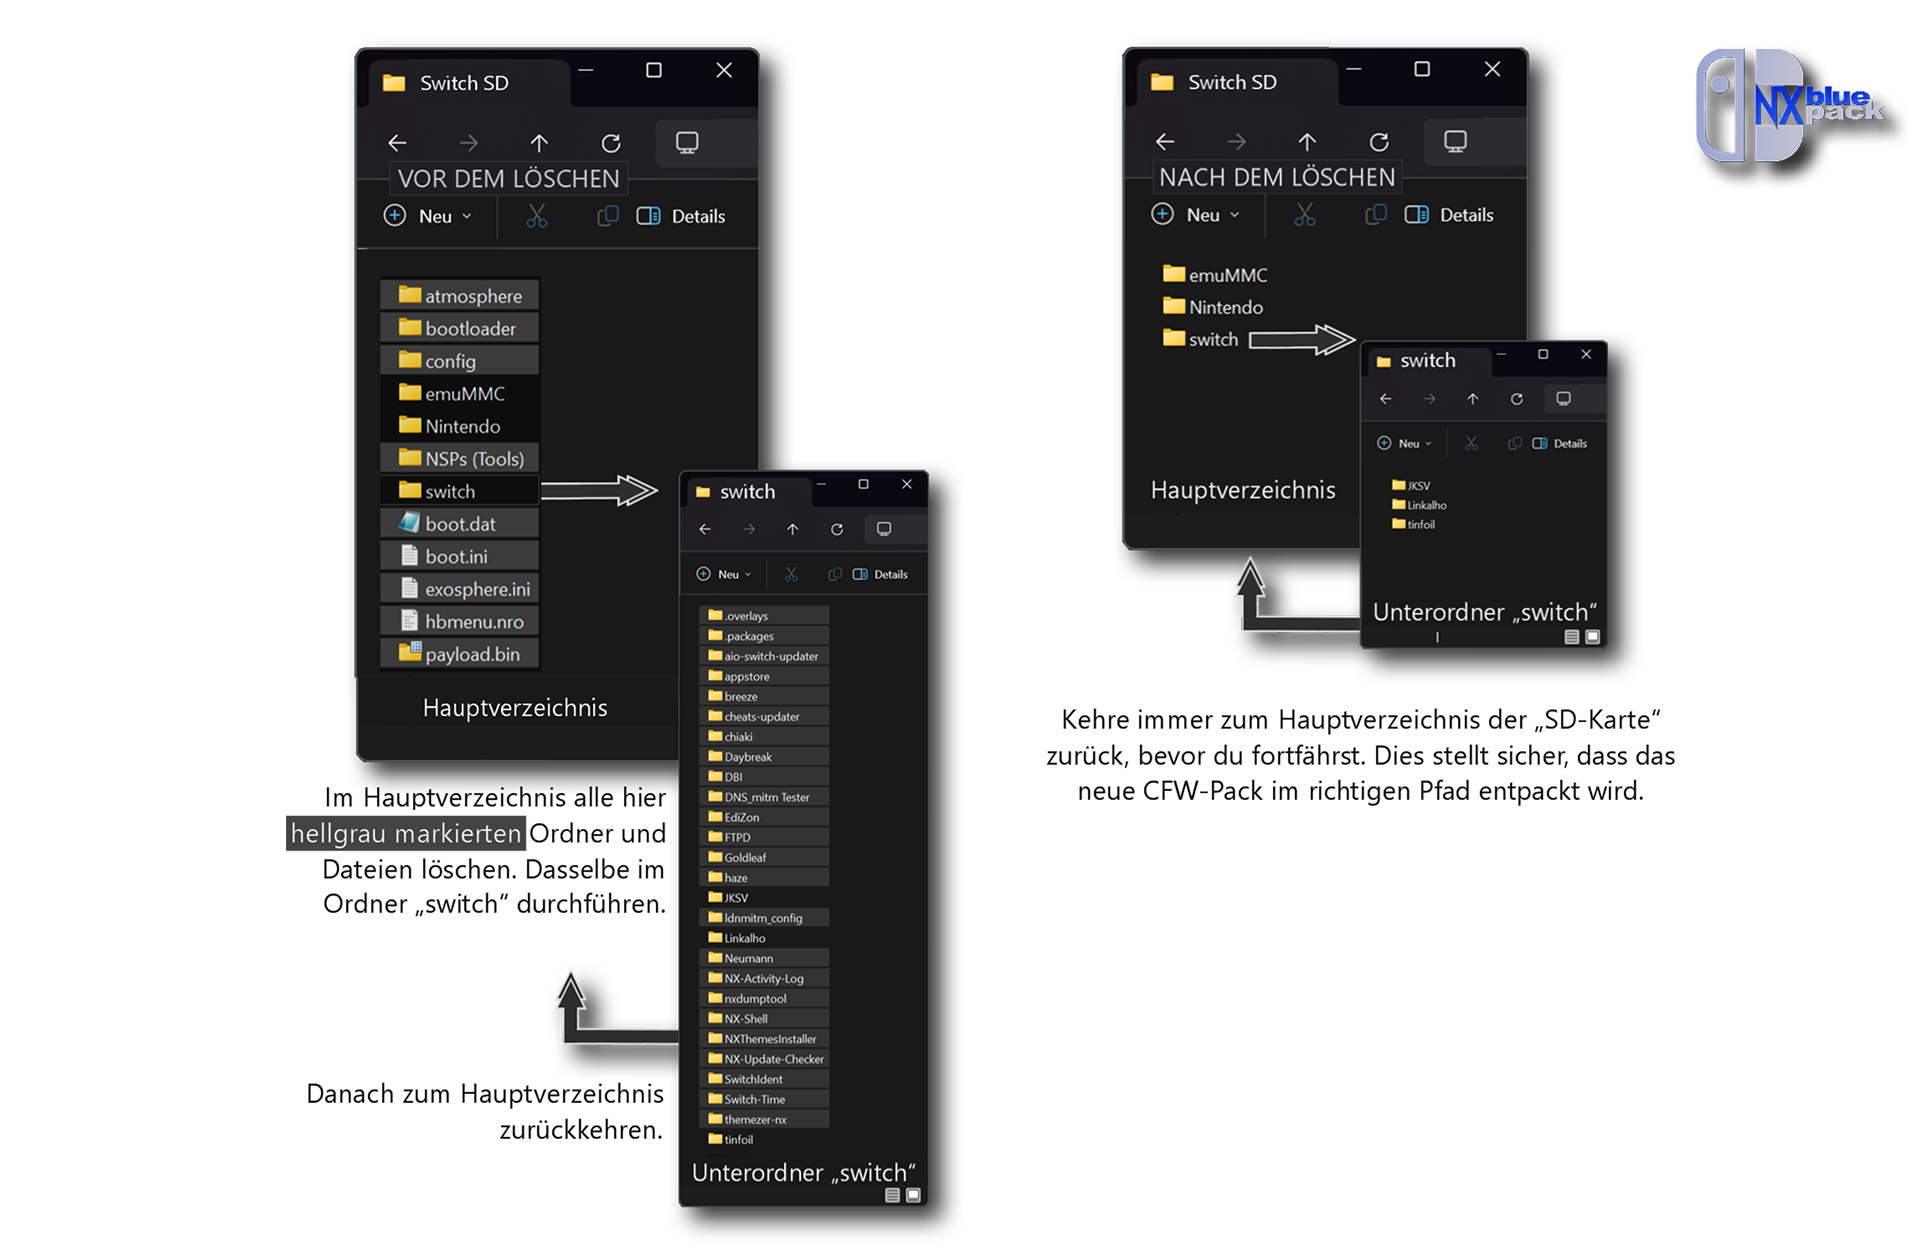 Switch SD
VOR DEM LÖSCHEN
Neu
Details
atmosphere
bootloader
config
emuMMC
Nintendo
NSPs (Tools)
switch
boot.dat
boot.ini
exosphere.ini
hbmenu.nro
payload.bin
Hauptverzeichnis
Im Hauptverzeichnis alle hier
hellgrau markierten Ordner und
Dateien löschen. Dasselbe im
Ordner „switch“ durchführen.
Danach zum Hauptverzeichnis
zurückkehren.
switch
Neu
Details
.overlays
.packages
aio-switch-updater
appstore
breeze
cheats-updater
chiaki
Daybreak
DBI
DNS_mitm Tester
EdiZon
FTPD
Goldleaf
haze
JKSV
ldnmitm_config
Linkalho
Neumann
NX-Activity-Log
nxdumptool
NX-Shell
NXThemesInstaller
NX-Update-Checker
SwitchIdent
Switch-Time
themezer-nx
tinfoil
Unterordner „switch“
Switch SD
NACH DEM LÖSCHEN
Neu
Details
emuMMC
Nintendo
switch
Hauptverzeichnis
switch
Neu
Details
JKSV
Linkalho
tinfoil
Unterordner „switch“
Kehre immer zum Hauptverzeichnis der „SD-Karte“
zurück, bevor du fortfährst. Dies stellt sicher, dass das
neue CFW-Pack im richtigen Pfad entpackt wird.
NX blue
pack